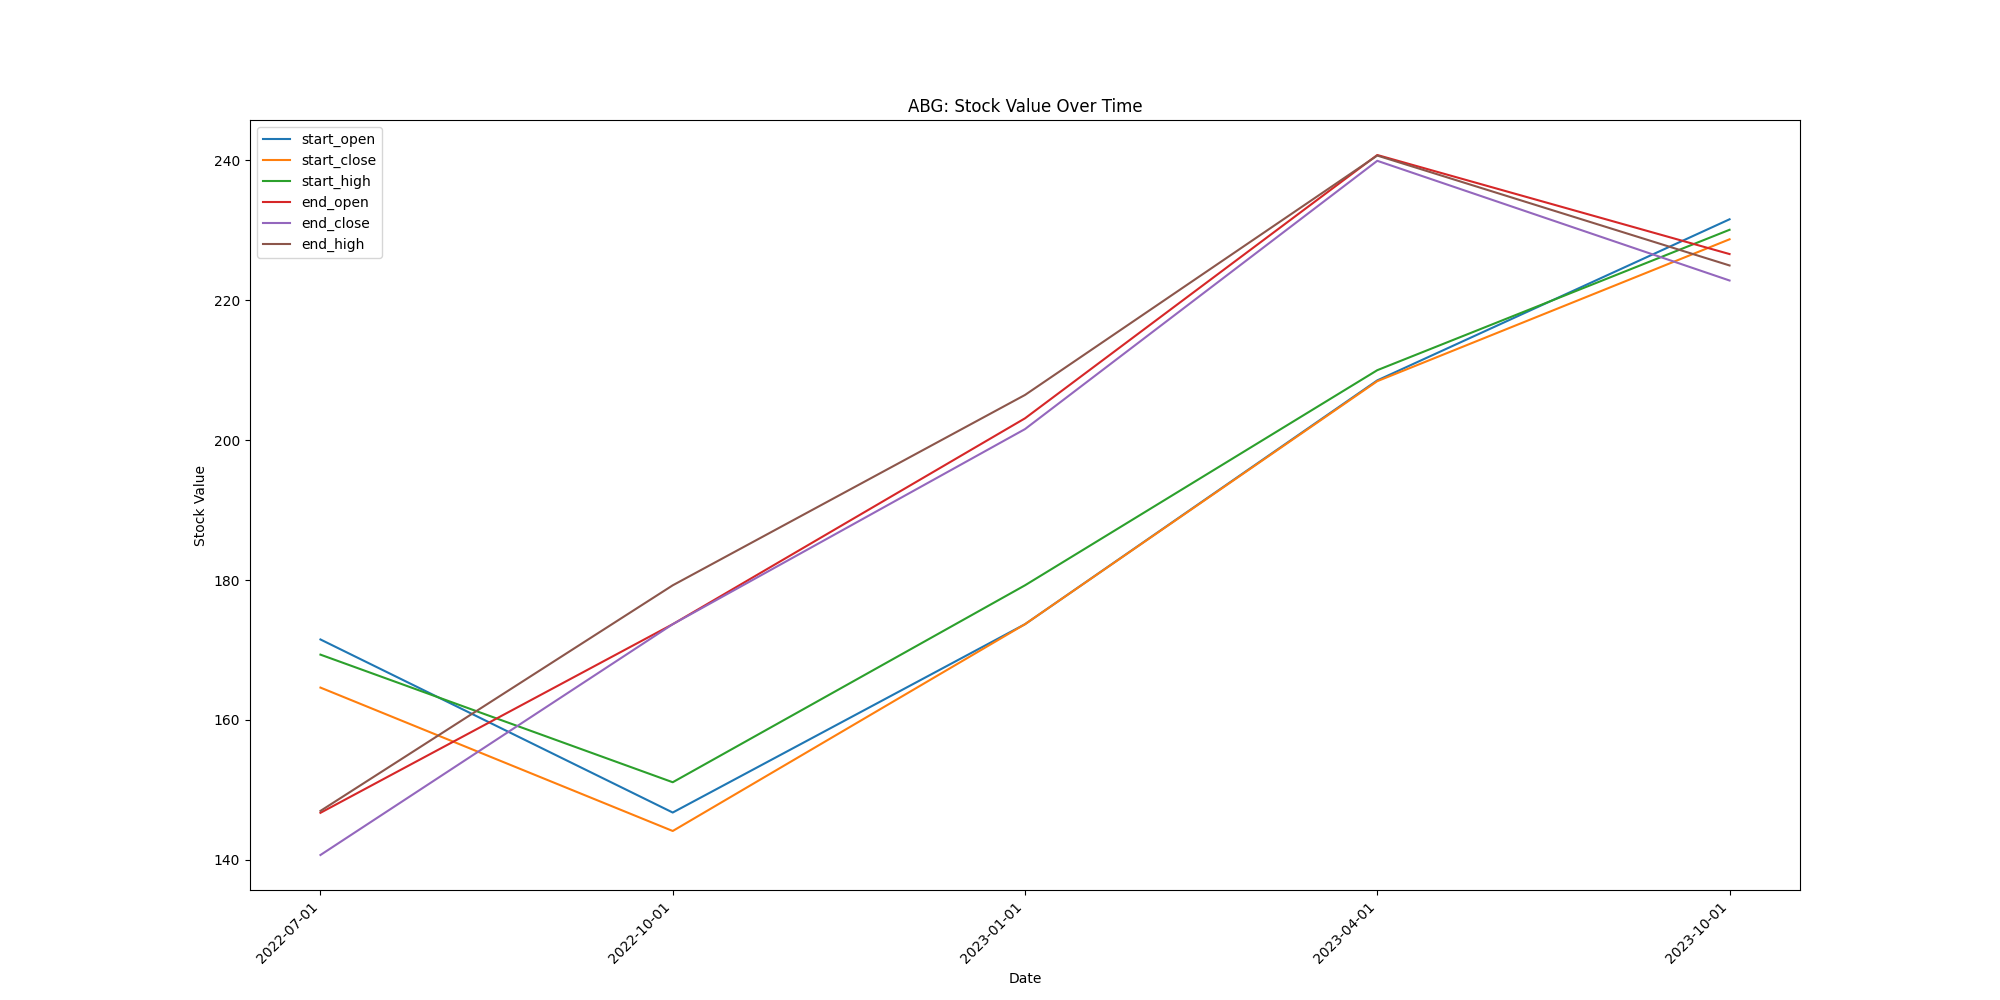 ABG: Stock Value Over Time
start_open
start_close
start_high
end_open
end_close
end_high
240
220
200
180
160
140
Stock Value
2022-07-01
2022-10-01
2023-01-01
2023-04-01
2023-10-01
Date